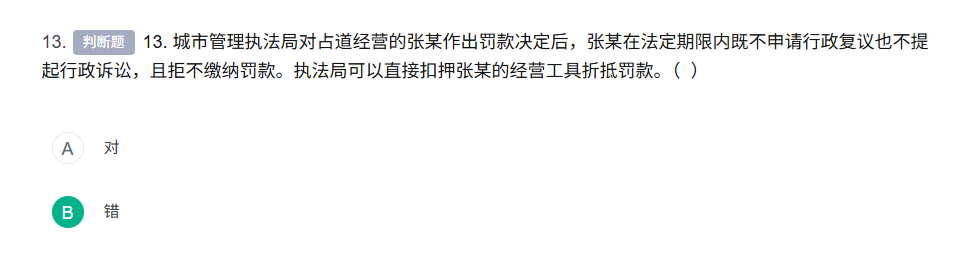 13. 判断题 13. 城市管理执法局对占道经营的张某作出罚款决定后，张某在法定期限内既不申请行政复议也不提
起行政诉讼，且拒不缴纳罚款。执法局可以直接扣押张某的经营工具折抵罚款。（ ）
A 对
B 错